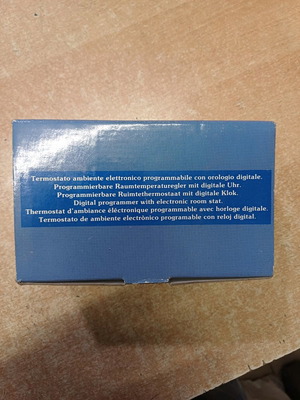 Termostato ambiente elettronico programmabile con orologio digitale.
Programmierbare Raumtemperaturregler mit digitale Uhr.
Programmierbare Ruimtethermostaat mit digitale Klok.
Digital programmer with electronic room stat.
Thermostat d'ambiance éléctronique programmable avec horloge digitale.
Termostato de ambiente electrónico programable con reloj digital.